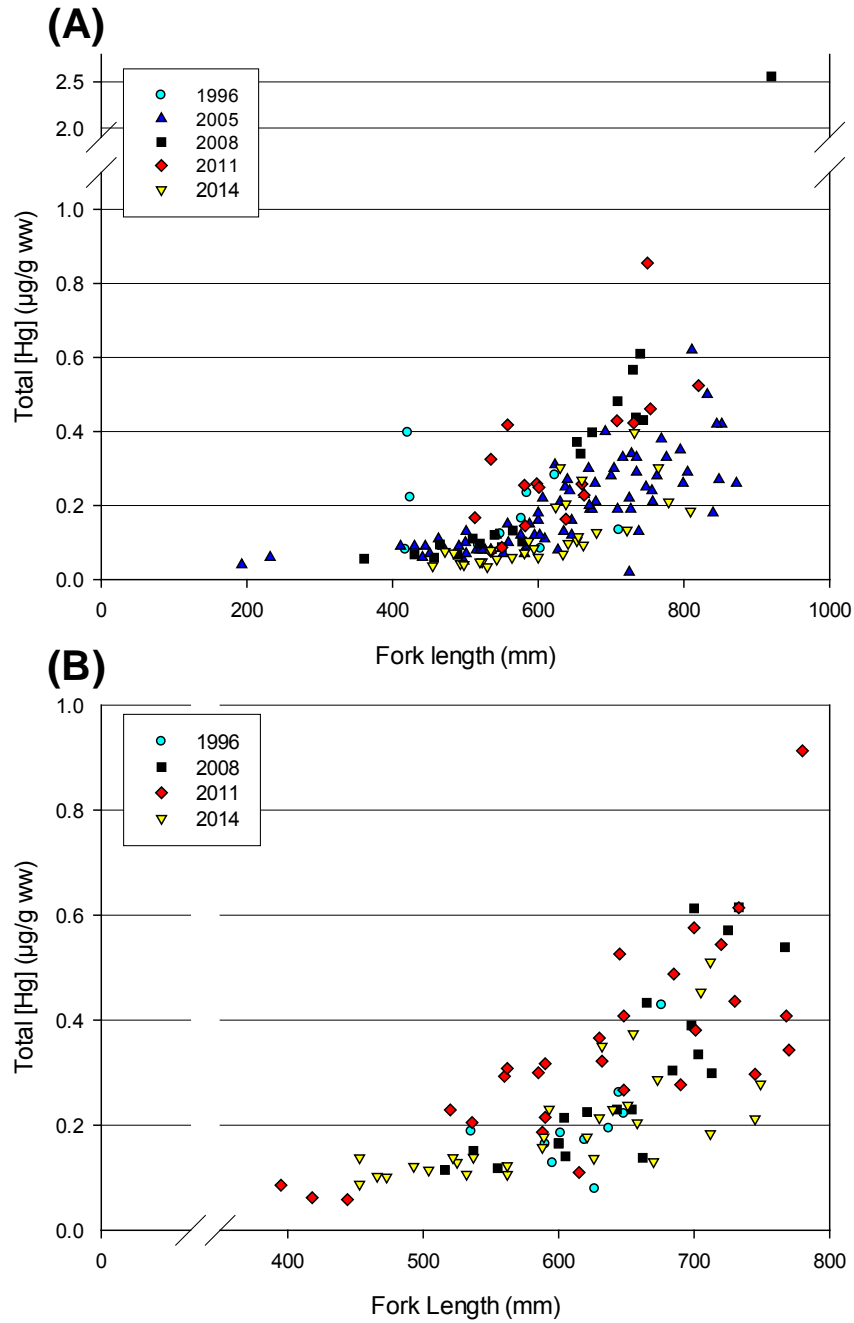 (A)
2.5
2.0
1.0
0.8
0.6
0.4
0.2
0.0
Total [Hg] (µg/g ww)
1996
2005
2008
2011
2014
0 200 400 600 800 1000
Fork length (mm)
(B)
1.0
0.8
0.6
0.4
0.2
0.0
Total [Hg] (µg/g ww)
1996
2008
2011
2014
0 400 500 600 700 800
Fork Length (mm)